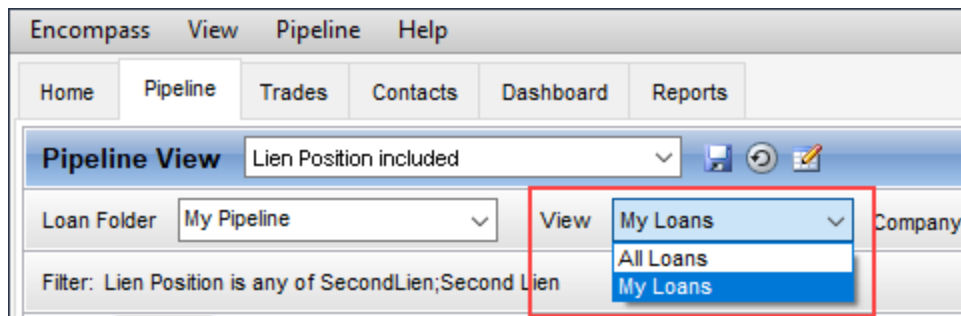 Encompass View Pipeline Help
Home Pipeline Trades Contacts Dashboard Reports
Pipeline View Lien Position included
Loan Folder My Pipeline View My Loans Company
All Loans
Filter: Lien Position is any of SecondLien;Second Lien
My Loans